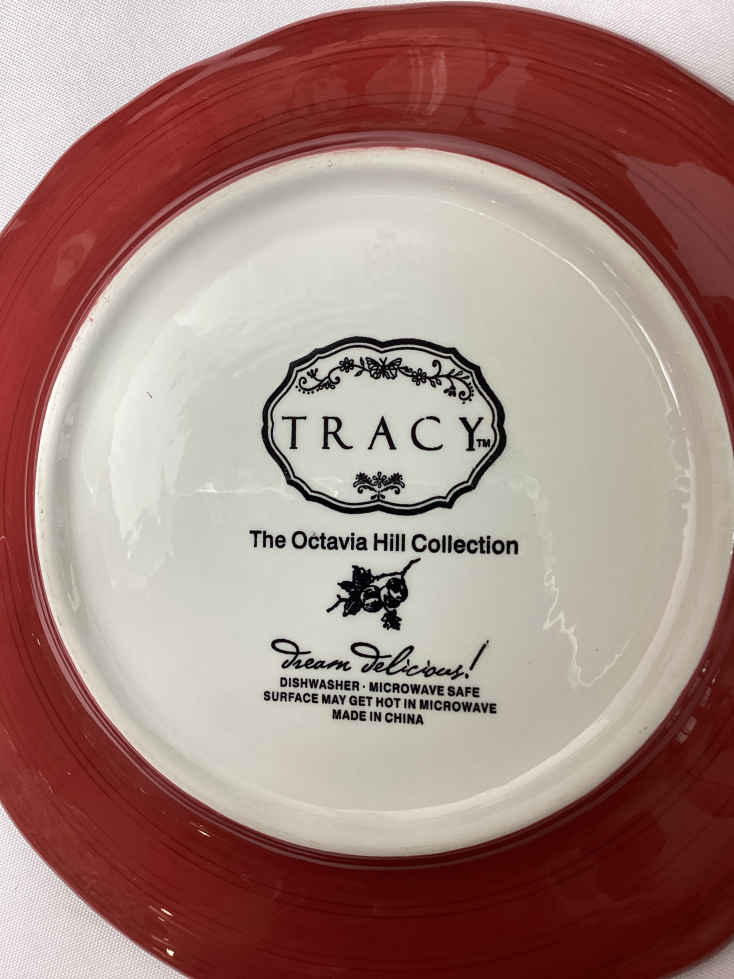 TRACY™
The Octavia Hill Collection
dream delicious!
DISHWASHER · MICROWAVE SAFE
SURFACE MAY GET HOT IN MICROWAVE
MADE IN CHINA